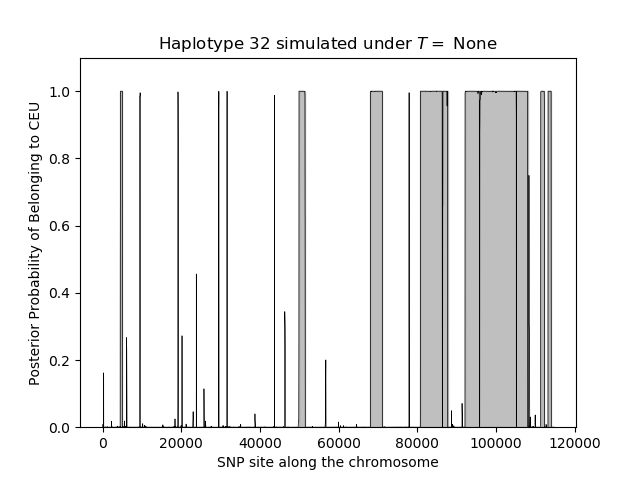 Haplotype 32 simulated under T = None
Posterior Probability of Belonging to CEU
1.0
0.8
0.6
0.4
0.2
0.0
0 20000 40000 60000 80000 100000 120000
SNP site along the chromosome